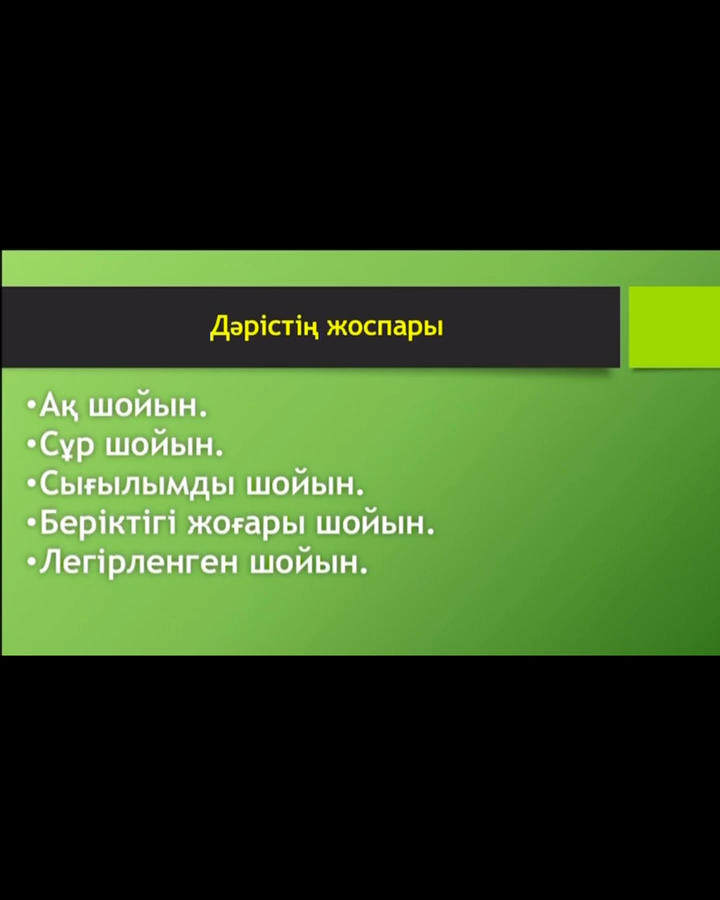 Дәрістің жоспары
•Ақ шойын.
•Сұр шойын.
•Сығылымды шойын.
•Беріктігі жоғары шойын.
•Легірленген шойын.